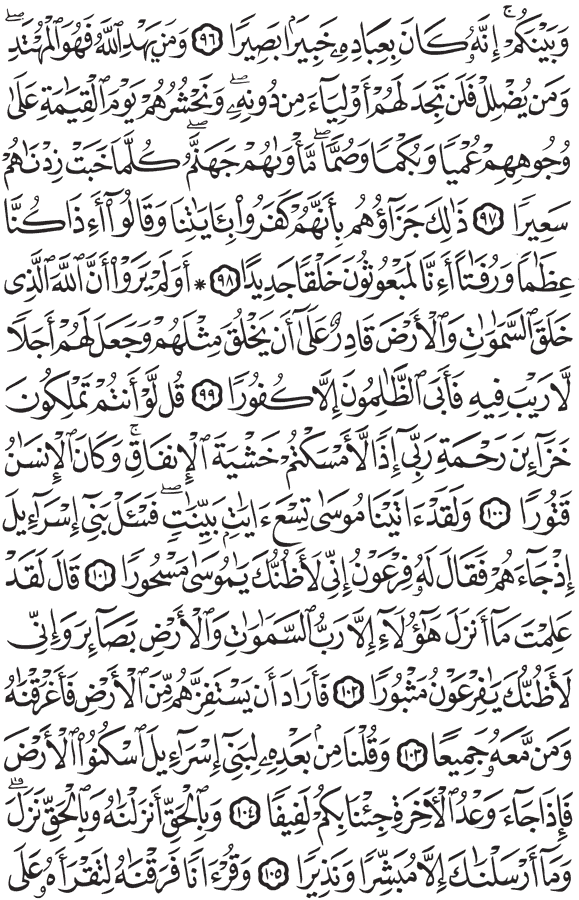 وَبَيْنَكُمْ ۚ إِنَّهُۥ كَانَ بِعِبَادِهِۦ خَبِيرًۢا بَصِيرًا ٩٦ وَمَن يَهْدِ ٱللَّهُ فَهُوَ ٱلْمُهْتَدِ ۖ
وَمَن يُضْلِلْ فَلَن تَجِدَ لَهُمْ أَوْلِيَآءَ مِن دُونِهِۦ ۖ وَنَحْشُرُهُمْ يَوْمَ ٱلْقِيَٰمَةِ عَلَىٰ
وُجُوهِهِمْ عُمْيًا وَبُكْمًا وَصُمًّا ۖ مَّأْوَىٰهُمْ جَهَنَّمُ ۖ كُلَّمَا خَبَتْ زِدْنَٰهُمْ
سَعِيرًا ٩٧ ذَٰلِكَ جَزَآؤُهُم بِأَنَّهُمْ كَفَرُوا۟ بِـَٔايَٰتِنَا وَقَالُوٓا۟ أَءِذَا كُنَّا
عِظَٰمًا وَرُفَٰتًا أَءِنَّا لَمَبْعُوثُونَ خَلْقًا جَدِيدًا ٩٨ * أَوَلَمْ يَرَوْا۟ أَنَّ ٱللَّهَ ٱلَّذِى
خَلَقَ ٱلسَّمَٰوَٰتِ وَٱلْأَرْضَ قَادِرٌ عَلَىٰٓ أَن يَخْلُقَ مِثْلَهُمْ وَجَعَلَ لَهُمْ أَجَلًا
لَّا رَيْبَ فِيهِ فَأَبَى ٱلظَّٰلِمُونَ إِلَّا كُفُورًا ٩٩ قُل لَّوْ أَنتُمْ تَمْلِكُونَ
خَزَآئِنَ رَحْمَةِ رَبِّىٓ إِذًا لَّأَمْسَكْتُمْ خَشْيَةَ ٱلْإِنفَاقِ ۚ وَكَانَ ٱلْإِنسَٰنُ
قَتُورًا ١٠٠ وَلَقَدْ ءَاتَيْنَا مُوسَىٰ تِسْعَ ءَايَٰتٍۭ بَيِّنَٰتٍ ۖ فَسْـَٔلْ بَنِىٓ إِسْرَٰٓءِيلَ
إِذْ جَآءَهُمْ فَقَالَ لَهُۥ فِرْعَوْنُ إِنِّى لَأَظُنُّكَ يَٰمُوسَىٰ مَسْحُورًا ١٠١ قَالَ لَقَدْ
عَلِمْتَ مَآ أَنزَلَ هَٰٓؤُلَآءِ إِلَّا رَبُّ ٱلسَّمَٰوَٰتِ وَٱلْأَرْضِ بَصَآئِرَ وَإِنِّى
لَأَظُنُّكَ يَٰفِرْعَوْنُ مَثْبُورًا ١٠٢ فَأَرَادَ أَن يَسْتَفِزَّهُم مِّنَ ٱلْأَرْضِ فَأَغْرَقْنَٰهُ
وَمَن مَّعَهُۥ جَمِيعًا ١٠٣ وَقُلْنَا مِنۢ بَعْدِهِۦ لِبَنِىٓ إِسْرَٰٓءِيلَ ٱسْكُنُوا۟ ٱلْأَرْضَ
فَإِذَا جَآءَ وَعْدُ ٱلْءَاخِرَةِ جِئْنَا بِكُمْ لَفِيفًا ١٠٤ وَبِٱلْحَقِّ أَنزَلْنَٰهُ وَبِٱلْحَقِّ نَزَلَ ۗ
وَمَآ أَرْسَلْنَٰكَ إِلَّا مُبَشِّرًا وَنَذِيرًا ١٠٥ وَقُرْءَانًا فَرَقْنَٰهُ لِتَقْرَأَهُۥ عَلَى